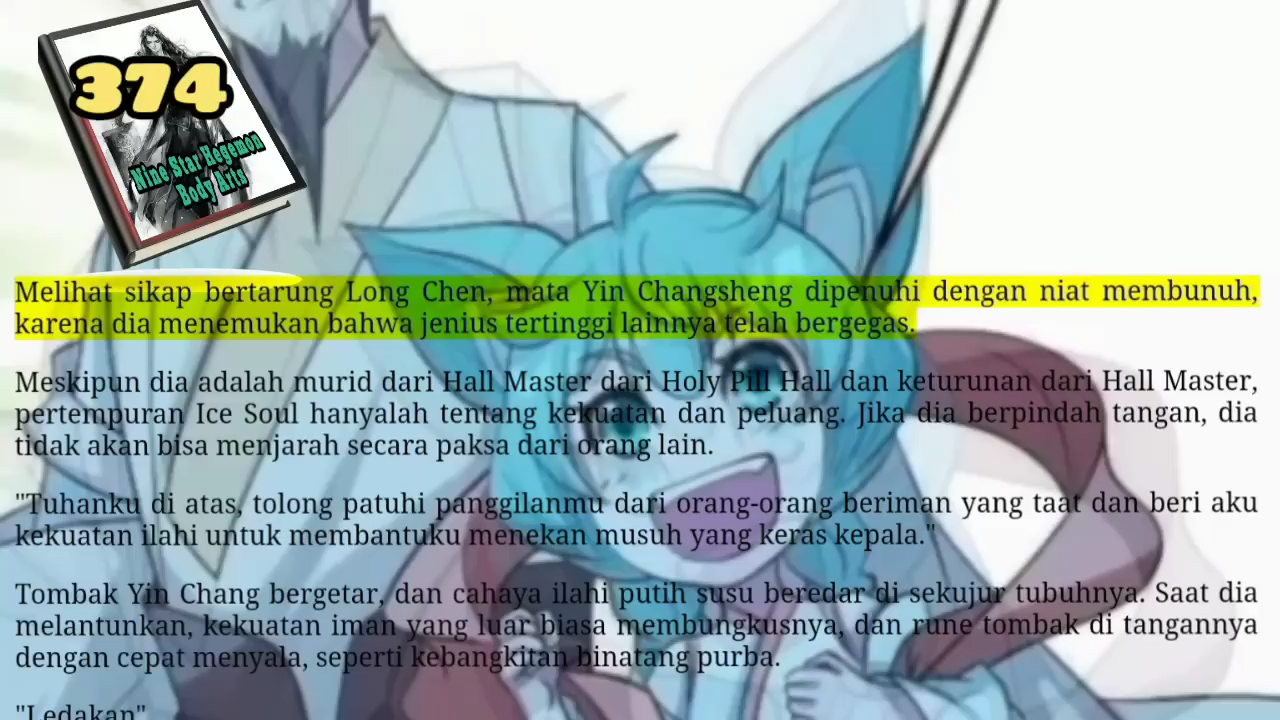 374
Nine Star Hegemon
Body Arts
Melihat sikap bertarung Long Chen, mata Yin Changsheng dipenuhi dengan niat membunuh,
karena dia menemukan bahwa jenius tertinggi lainnya telah bergegas.
Meskipun dia adalah murid dari Hall Master dari Holy Pill Hall dan keturunan dari Hall Master,
pertempuran Ice Soul hanyalah tentang kekuatan dan peluang. Jika dia berpindah tangan, dia
tidak akan bisa menjarah secara paksa dari orang lain.
"Tuhanku di atas, tolong patuhi panggilanmu dari orang-orang beriman yang taat dan beri aku
kekuatan ilahi untuk membantuku menekan musuh yang keras kepala."
Tombak Yin Chang bergetar, dan cahaya ilahi putih susu beredar di sekujur tubuhnya. Saat dia
melantunkan, kekuatan iman yang luar biasa membungkusnya, dan rune tombak di tangannya
dengan cepat menyala, seperti kebangkitan binatang purba.
"Ledakan"